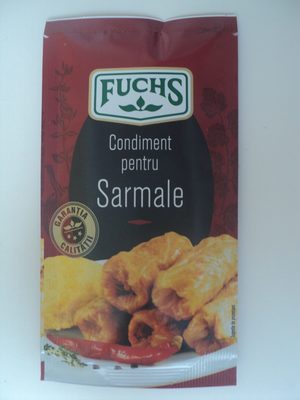 FUCHS
Condiment
pentru
Sarmale
GARANTIA
CALITATII